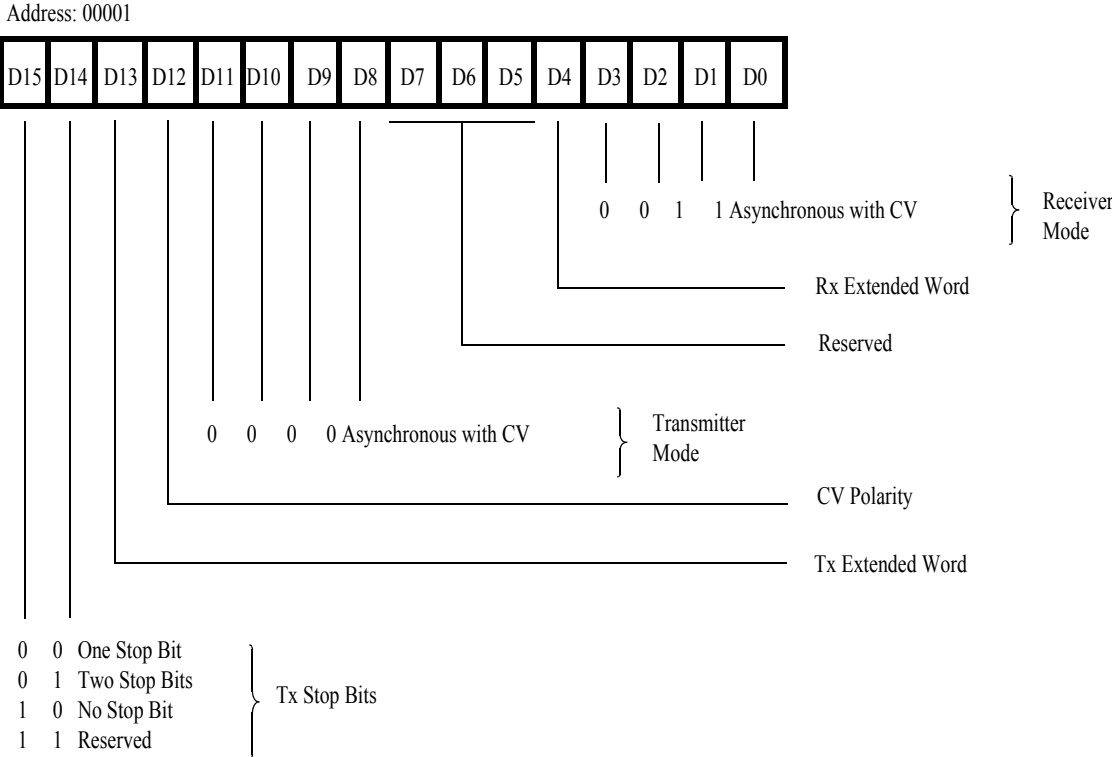 Address: 00001
D15 D14 D13 D12 D11 D10 D9 D8 D7 D6 D5 D4 D3 D2 D1 D0
0 0 1 1 Asynchronous with CV
Receiver
Mode
Rx Extended Word
Reserved
0 0 0 0 Asynchronous with CV
Transmitter
Mode
CV Polarity
Tx Extended Word
0 0 One Stop Bit
0 1 Two Stop Bits
1 0 No Stop Bit
1 1 Reserved
Tx Stop Bits